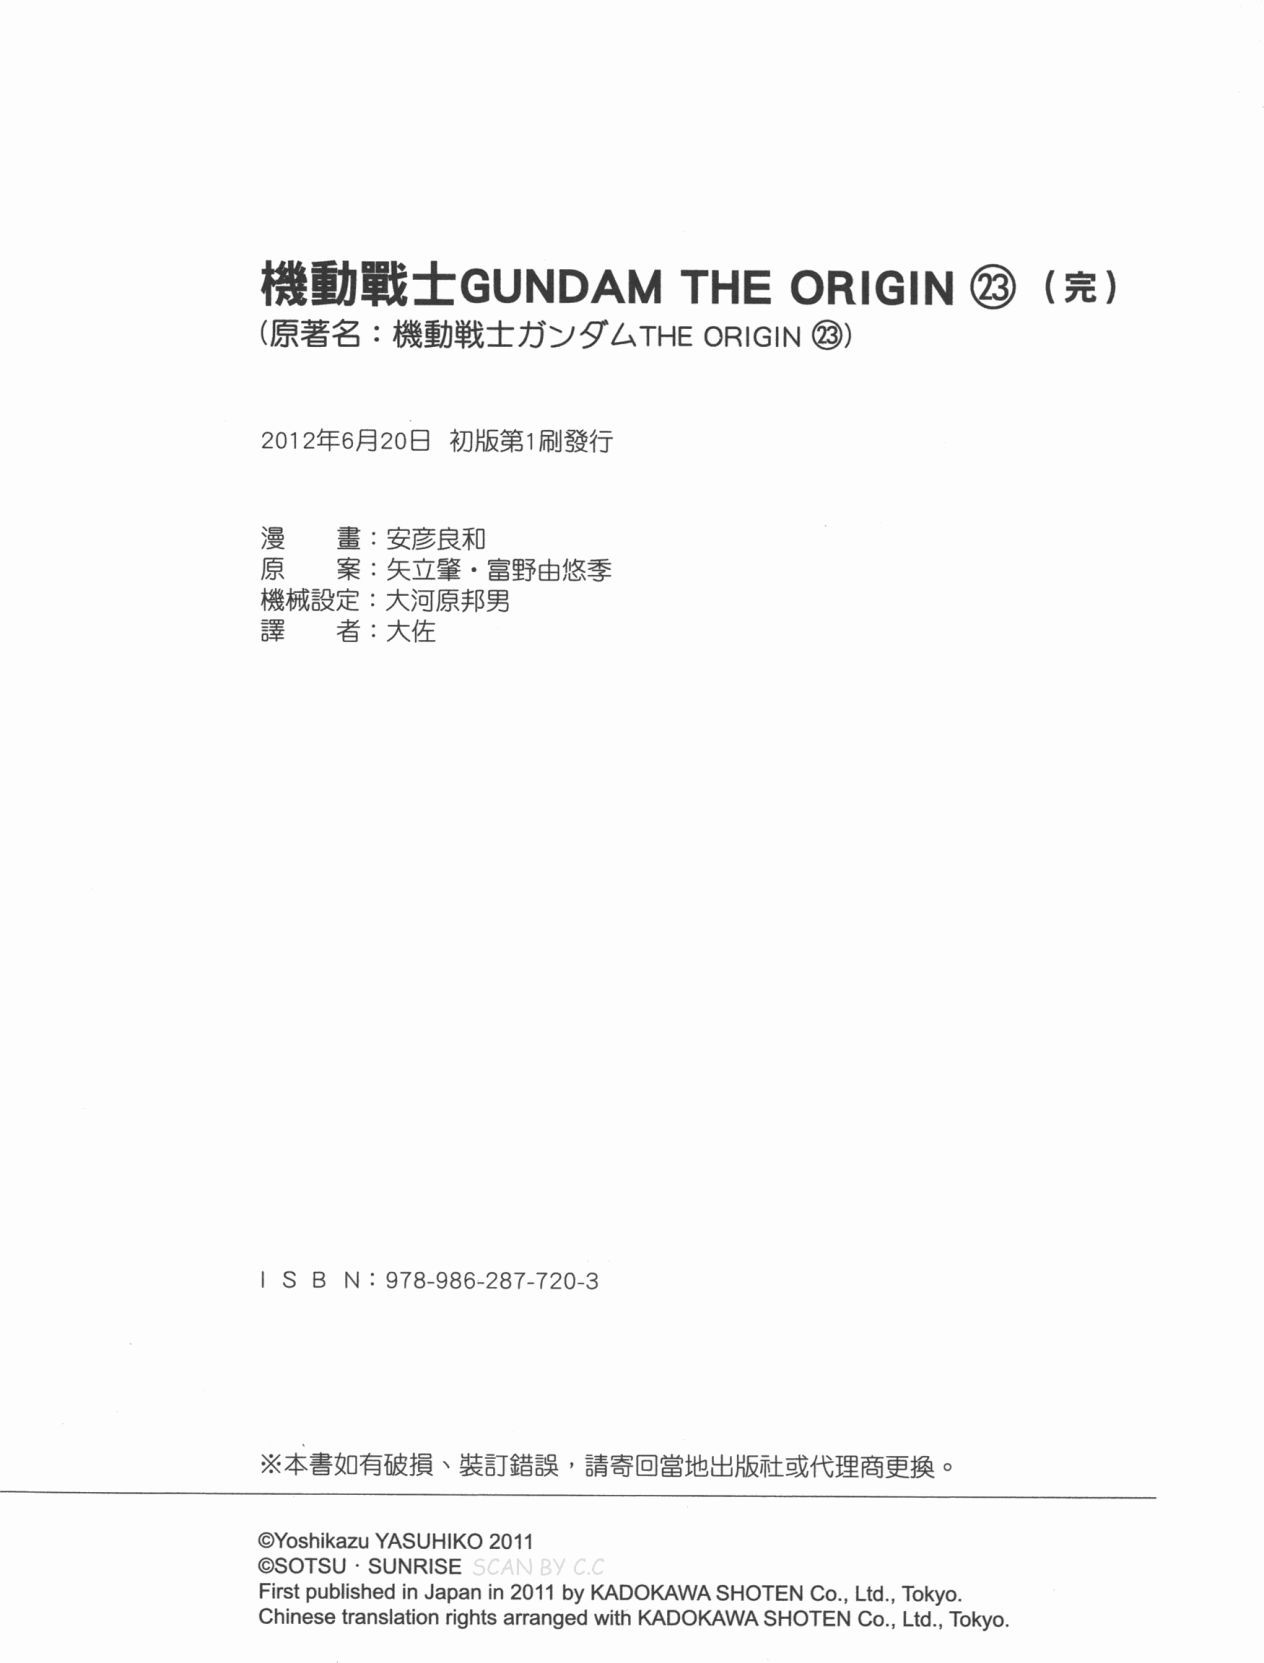 機動戰士GUNDAM THE ORIGIN ㉓（完）
（原著名：機動戦士ガンダムTHE ORIGIN ㉓）
2012年6月20日 初版第1刷發行
漫　　畫：安彦良和
原　　案：矢立肇・富野由悠季
機械設定：大河原邦男
譯　　者：大佐
I S B N：978-986-287-720-3
※本書如有破損、裝訂錯誤，請寄回當地出版社或代理商更換。
©Yoshikazu YASUHIKO 2011
©SOTSU・SUNRISE SCAN BY C.C
First published in Japan in 2011 by KADOKAWA SHOTEN Co., Ltd., Tokyo.
Chinese translation rights arranged with KADOKAWA SHOTEN Co., Ltd., Tokyo.